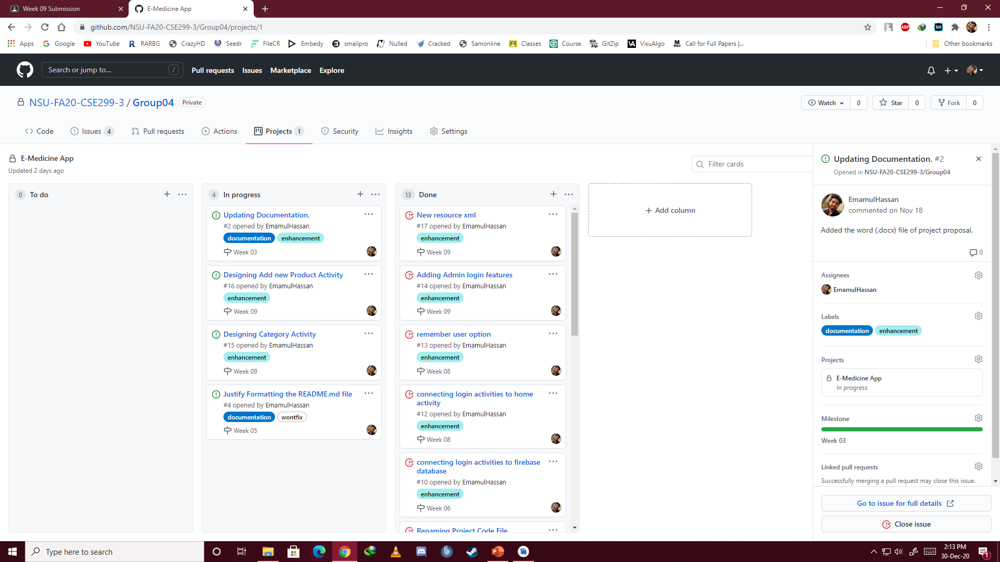 Week 09 Submission
E-Medicine App
github.com/NSU-FA20-CSE299-3/Group04/projects/1
ABP
Apps
Google
YouTube
RARBG
CrazyHD
Seedr
FileCR
Embedy
smailpro
Nulled
Cracked
Samonline
Classes
Course
GitZip
VisuAlgo
Call for Full Papers |...
Other bookmarks
Search or jump to...
/
Pull requests
Issues
Marketplace
Explore
NSU-FA20-CSE299-3 / Group04
Private
Watch 0
Star 0
Fork 0
Code
Issues 4
Pull requests
Actions
Projects 1
Security
Insights
Settings
E-Medicine App
Updated 2 days ago
Filter cards
0 To do
4 In progress
Updating Documentation.
#2 opened by EmamulHassan
documentation enhancement
Week 03
Designing Add new Product Activity
#16 opened by EmamulHassan
enhancement
Week 09
Designing Category Activity
#15 opened by EmamulHassan
enhancement
Week 09
Justify Formatting the README.md file
#4 opened by EmamulHassan
documentation wontfix
Week 05
13 Done
New resource xml
#17 opened by EmamulHassan
enhancement
Week 09
Adding Admin login features
#14 opened by EmamulHassan
enhancement
Week 09
remember user option
#13 opened by EmamulHassan
enhancement
Week 08
connecting login activities to home
activity
#12 opened by EmamulHassan
enhancement
Week 08
connecting login activities to firebase
database
#10 opened by EmamulHassan
enhancement
Week 06
Renaming Project Code File
Add column
Updating Documentation. #2
Opened in NSU-FA20-CSE299-3/Group04
EmamulHassan
commented on Nov 18
Added the word (.docx) file of project proposal.
0
Assignees
EmamulHassan
Labels
documentation enhancement
Projects
E-Medicine App
In progress
Milestone
Week 03
Linked pull requests
Successfully merging a pull request may close this issue.
Go to issue for full details
Close issue
Type here to search
2:13 PM
30-Dec-20
1